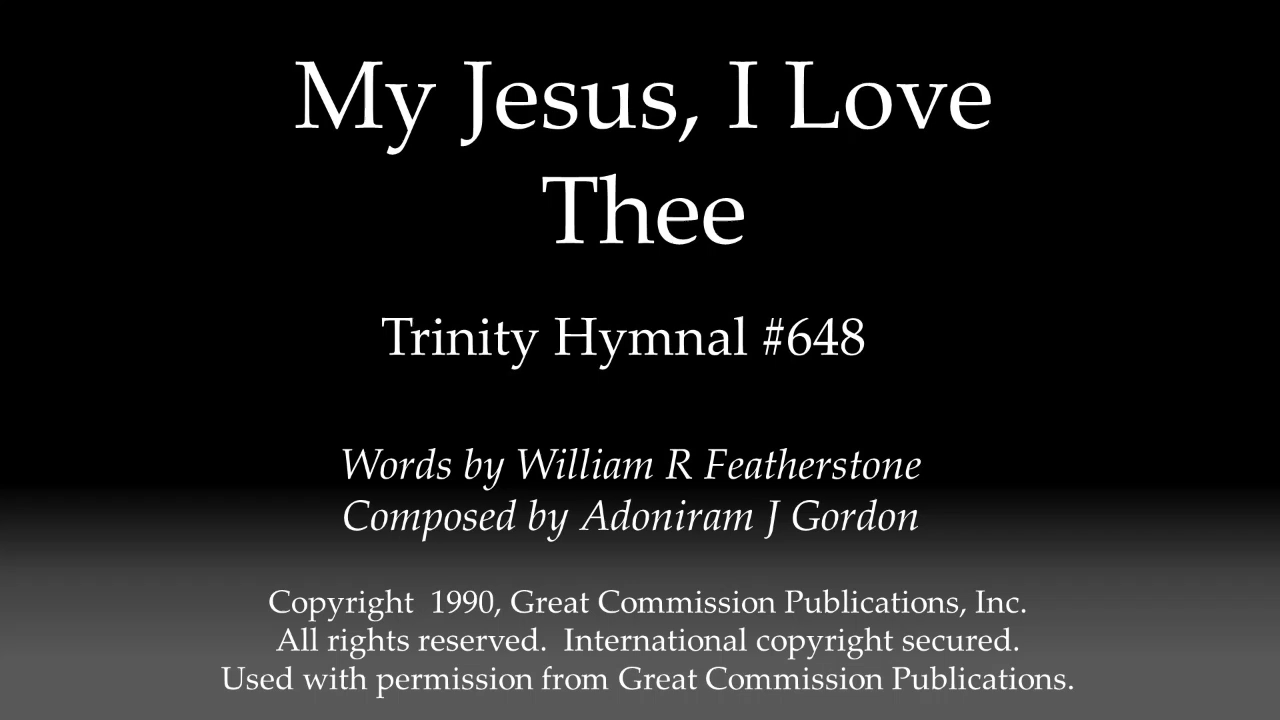 My Jesus, I Love
Thee
Trinity Hymnal #648
Words by William R Featherstone
Composed by Adoniram J Gordon
Copyright  1990, Great Commission Publications, Inc.
All rights reserved.  International copyright secured.
Used with permission from Great Commission Publications.